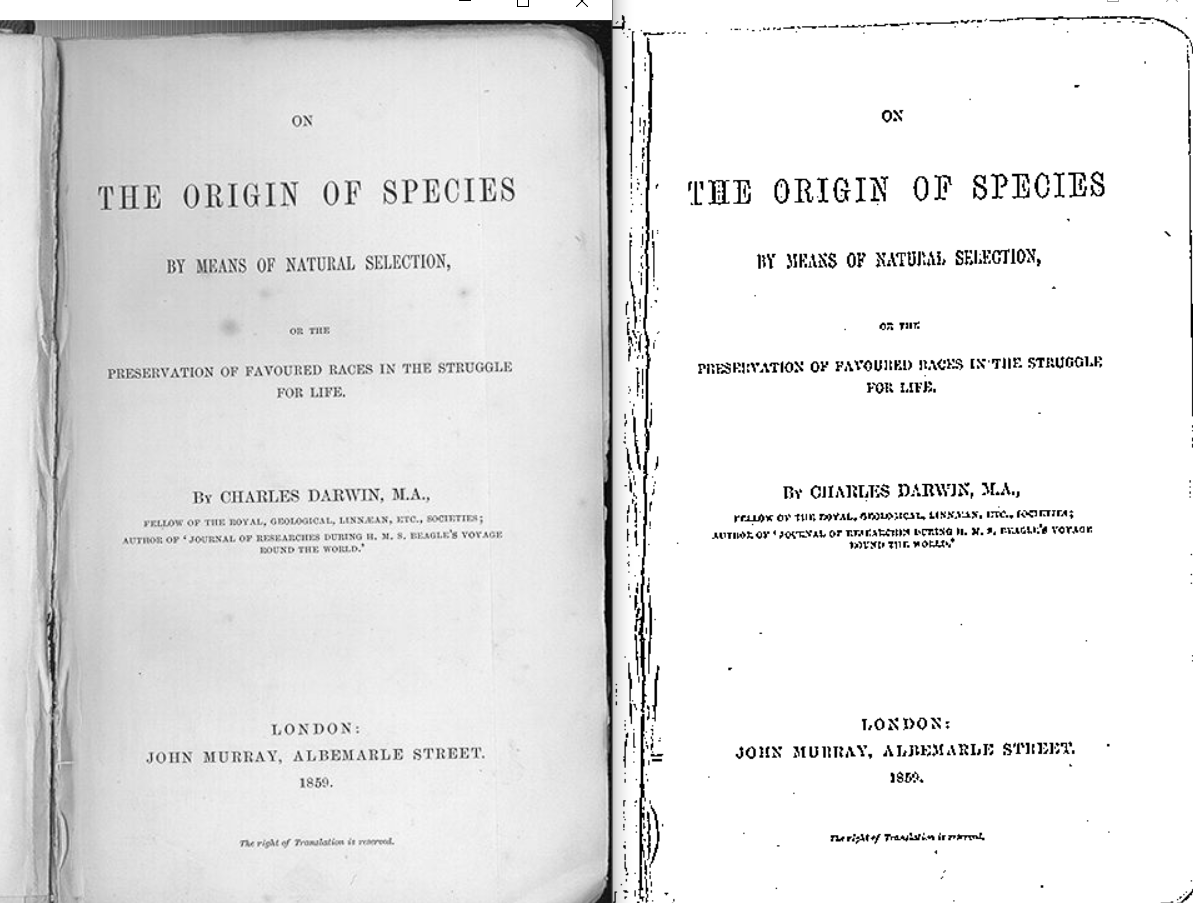 ON
THE ORIGIN OF SPECIES
BY MEANS OF NATURAL SELECTION,
OR THE
PRESERVATION OF FAVOURED RACES IN THE STRUGGLE
FOR LIFE.
By CHARLES DARWIN, M.A.,
FELLOW OF THE ROYAL, GEOLOGICAL, LINNÆAN, ETC., SOCIETIES;
AUTHOR OF ‘JOURNAL OF RESEARCHES DURING H. M. S. BEAGLE'S VOYAGE
ROUND THE WORLD.’
LONDON:
JOHN MURRAY, ALBEMARLE STREET.
1859.
The right of Translation is reserved.
ON
THE ORIGIN OF SPECIES
BY MEANS OF NATURAL SELECTION,
OR THE
PRESERVATION OF FAVOURED RACES IN THE STRUGGLE
FOR LIFE.
By CHARLES DARWIN, M.A.,
FELLOW OF THE ROYAL, GEOLOGICAL, LINNÆAN, ETC., SOCIETIES;
AUTHOR OF ‘JOURNAL OF RESEARCHES DURING H. M. S. BEAGLE'S VOYAGE
ROUND THE WORLD.’
LONDON:
JOHN MURRAY, ALBEMARLE STREET.
1859.
The right of Translation is reserved.